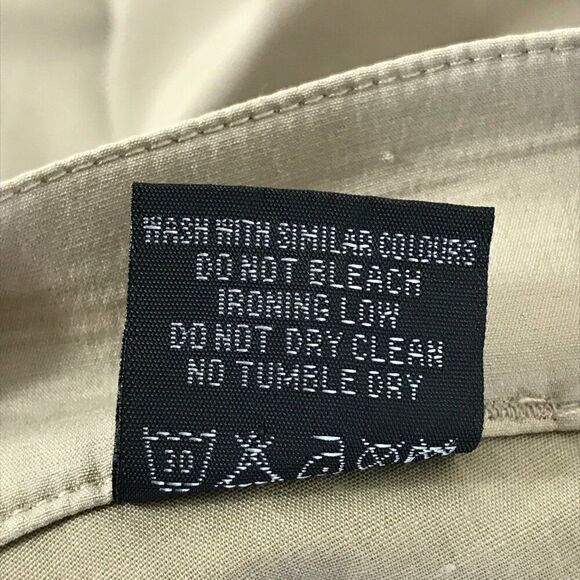 WASH WITH SIMILAR COLOURS
DO NOT BLEACH
IRONING LOW
DO NOT DRY CLEAN
NO TUMBLE DRY
30